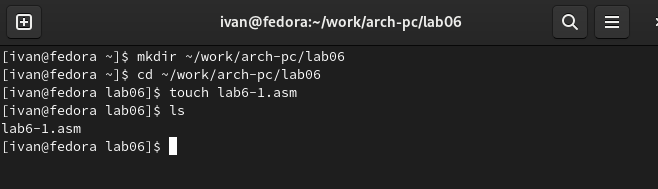 ivan@fedora:~/work/arch-pc/lab06
[ivan@fedora ~]$ mkdir ~/work/arch-pc/lab06
[ivan@fedora ~]$ cd ~/work/arch-pc/lab06
[ivan@fedora lab06]$ touch lab6-1.asm
[ivan@fedora lab06]$ ls
lab6-1.asm
[ivan@fedora lab06]$